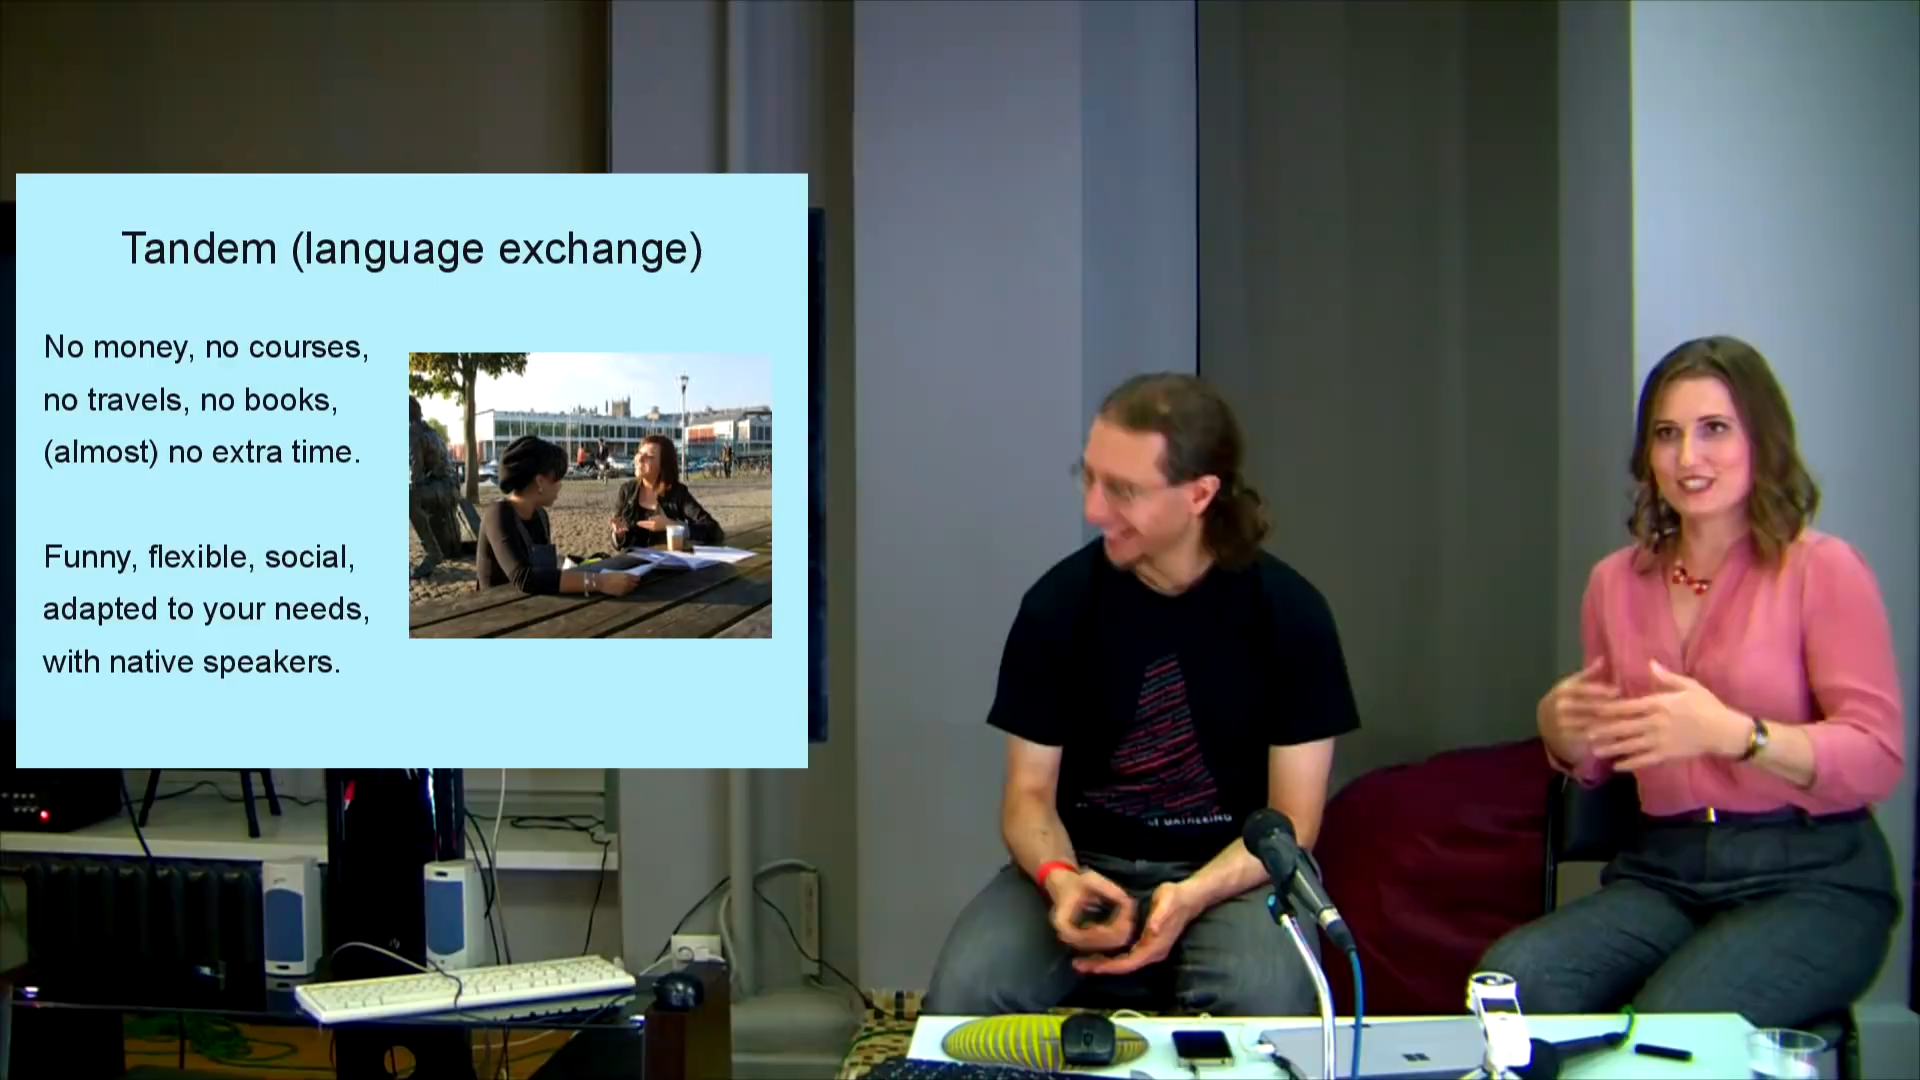 Tandem (language exchange)
No money, no courses,
no travels, no books,
(almost) no extra time.
Funny, flexible, social,
adapted to your needs,
with native speakers.
GATHERING